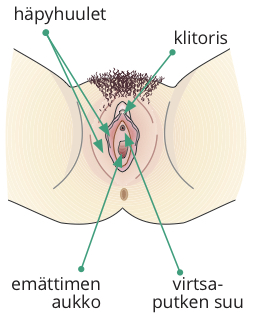 häpyhuulet
klitoris
emättimen
aukko
virtsa-
putken suu